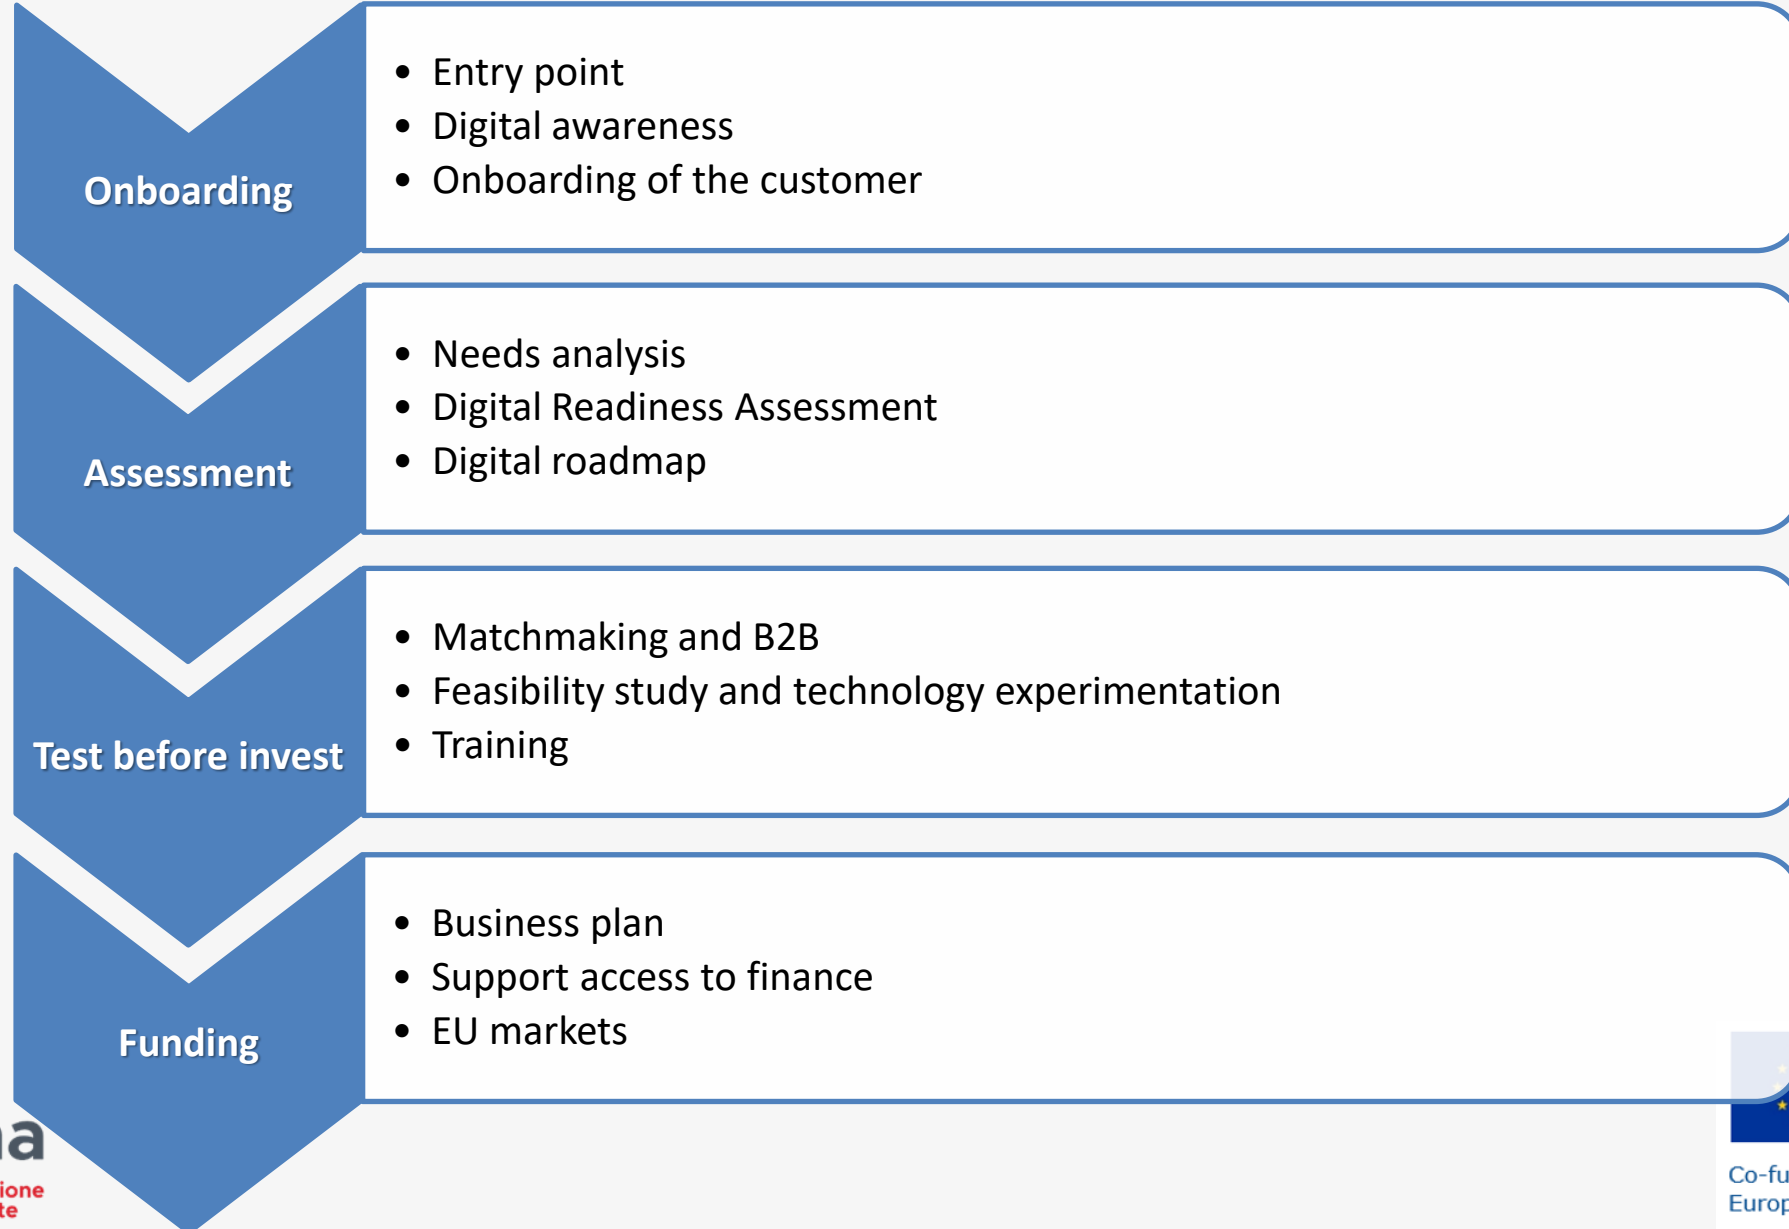 Onboarding
• Entry point
• Digital awareness
• Onboarding of the customer
Assessment
• Needs analysis
• Digital Readiness Assessment
• Digital roadmap
Test before invest
• Matchmaking and B2B
• Feasibility study and technology experimentation
• Training
Funding
• Business plan
• Support access to finance
• EU markets